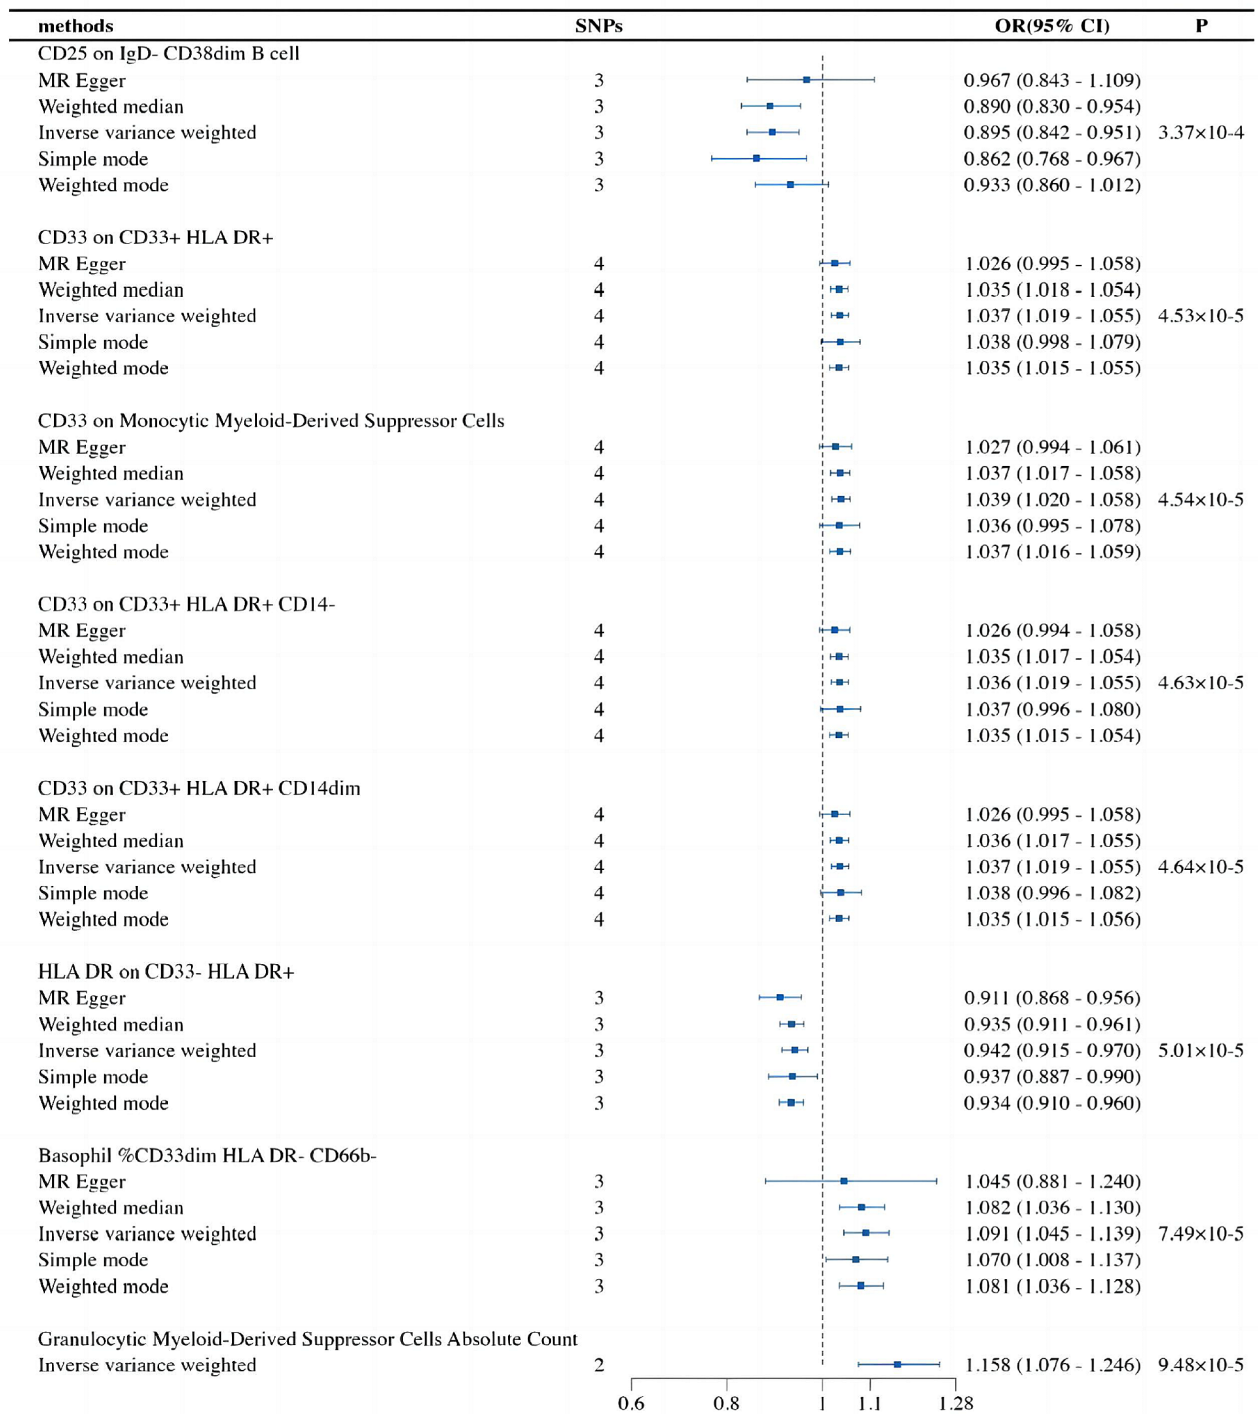 methods SNPs OR(95% CI) P
CD25 on IgD- CD38dim B cell
MR Egger 3 0.967 (0.843 - 1.109)
Weighted median 3 0.890 (0.830 - 0.954)
Inverse variance weighted 3 0.895 (0.842 - 0.951) 3.37×10-4
Simple mode 3 0.862 (0.768 - 0.967)
Weighted mode 3 0.933 (0.860 - 1.012)
CD33 on CD33+ HLA DR+
MR Egger 4 1.026 (0.995 - 1.058)
Weighted median 4 1.035 (1.018 - 1.054)
Inverse variance weighted 4 1.037 (1.019 - 1.055) 4.53×10-5
Simple mode 4 1.038 (0.998 - 1.079)
Weighted mode 4 1.035 (1.015 - 1.055)
CD33 on Monocytic Myeloid-Derived Suppressor Cells
MR Egger 4 1.027 (0.994 - 1.061)
Weighted median 4 1.037 (1.017 - 1.058)
Inverse variance weighted 4 1.039 (1.020 - 1.058) 4.54×10-5
Simple mode 4 1.036 (0.995 - 1.078)
Weighted mode 4 1.037 (1.016 - 1.059)
CD33 on CD33+ HLA DR+ CD14-
MR Egger 4 1.026 (0.994 - 1.058)
Weighted median 4 1.035 (1.017 - 1.054)
Inverse variance weighted 4 1.036 (1.019 - 1.055) 4.63×10-5
Simple mode 4 1.037 (0.996 - 1.080)
Weighted mode 4 1.035 (1.015 - 1.054)
CD33 on CD33+ HLA DR+ CD14dim
MR Egger 4 1.026 (0.995 - 1.058)
Weighted median 4 1.036 (1.017 - 1.055)
Inverse variance weighted 4 1.037 (1.019 - 1.055) 4.64×10-5
Simple mode 4 1.038 (0.996 - 1.082)
Weighted mode 4 1.035 (1.015 - 1.056)
HLA DR on CD33- HLA DR+
MR Egger 3 0.911 (0.868 - 0.956)
Weighted median 3 0.935 (0.911 - 0.961)
Inverse variance weighted 3 0.942 (0.915 - 0.970) 5.01×10-5
Simple mode 3 0.937 (0.887 - 0.990)
Weighted mode 3 0.934 (0.910 - 0.960)
Basophil %CD33dim HLA DR- CD66b-
MR Egger 3 1.045 (0.881 - 1.240)
Weighted median 3 1.082 (1.036 - 1.130)
Inverse variance weighted 3 1.091 (1.045 - 1.139) 7.49×10-5
Simple mode 3 1.070 (1.008 - 1.137)
Weighted mode 3 1.081 (1.036 - 1.128)
Granulocytic Myeloid-Derived Suppressor Cells Absolute Count
Inverse variance weighted 2 1.158 (1.076 - 1.246) 9.48×10-5
0.6 0.8 1 1.1 1.28